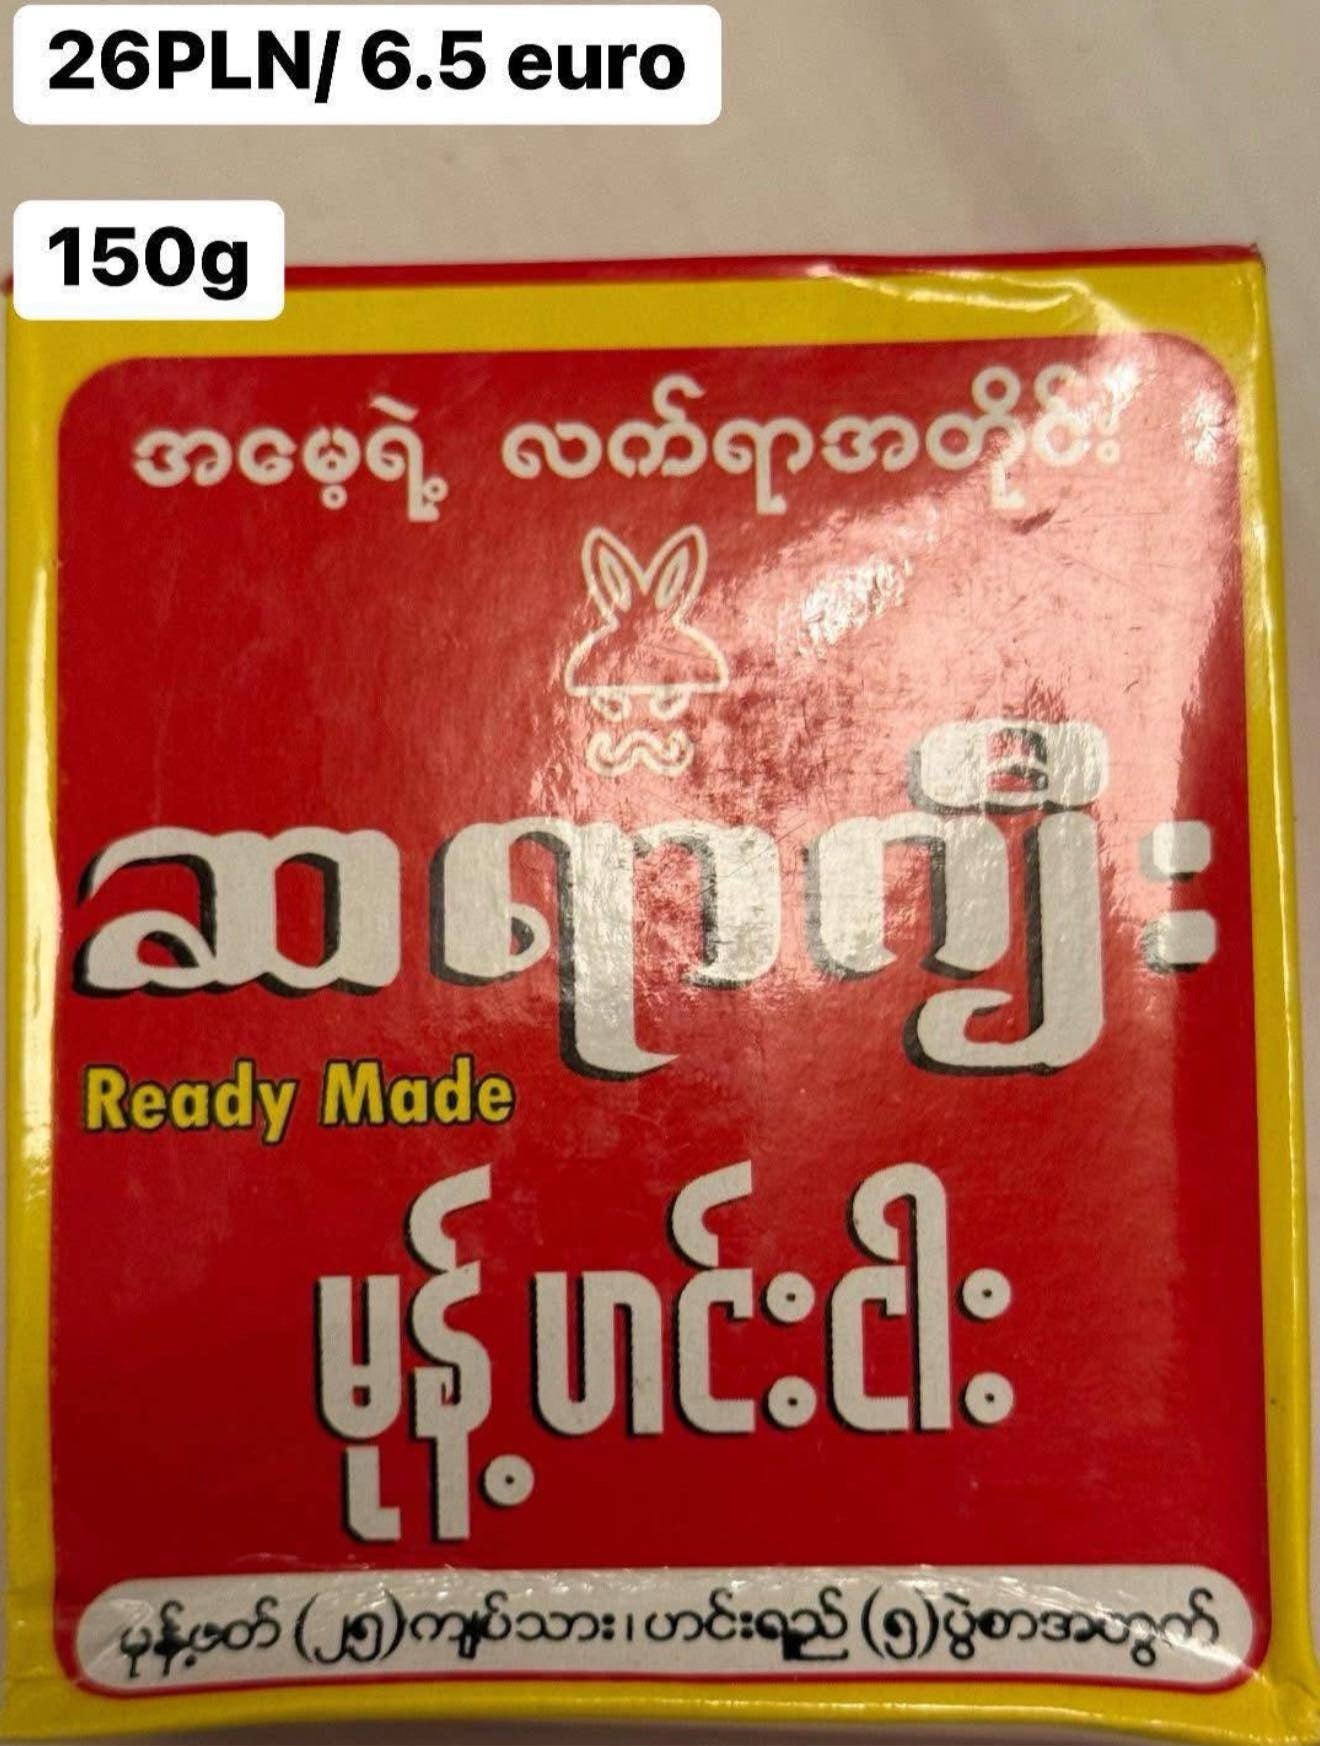 26PLN/ 6.5 euro
150g
အမေ့ရဲ့ လက်ရာအတိုင်း
ဆရာကြီး
Ready Made
မုန့်ဟင်းငါး
မုန့်ဖတ် (၂၅)ကျပ်သား၊ ဟင်းရည် (၅)ပွဲစာအတွက်